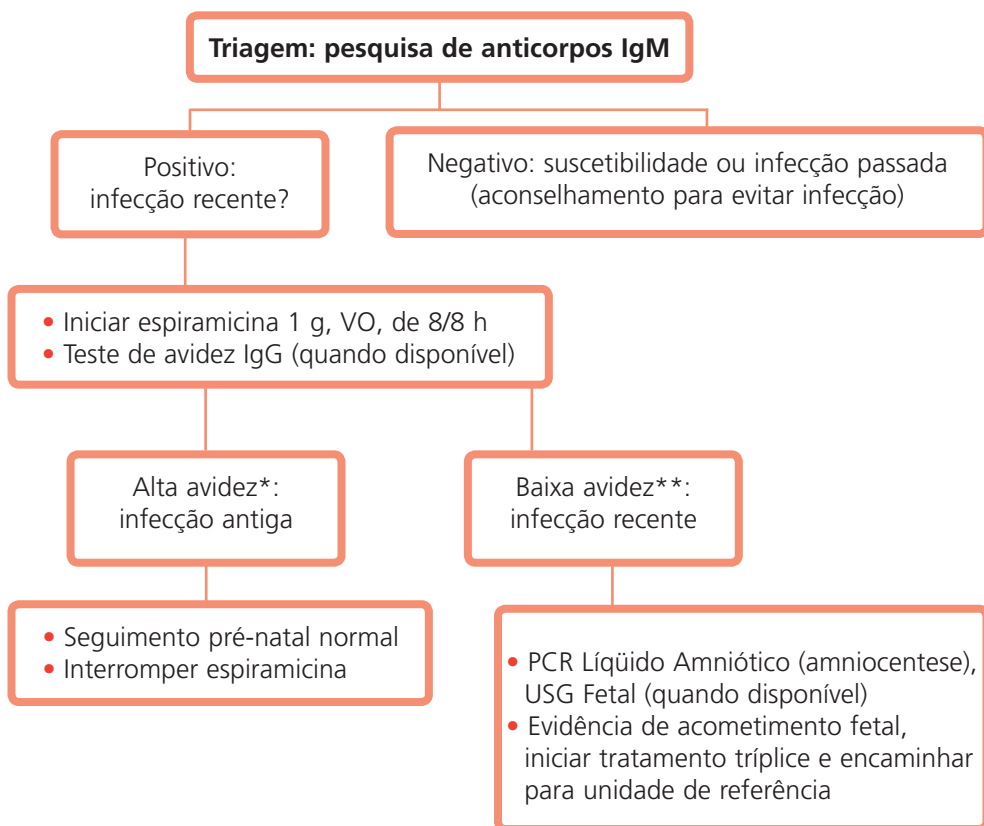 Triagem: pesquisa de anticorpos IgM
Positivo:
infecção recente?
Negativo: suscetibilidade ou infecção passada
(aconselhamento para evitar infecção)
• Iniciar espiramicina 1 g, VO, de 8/8 h
• Teste de avidez IgG (quando disponível)
Alta avidez*:
infecção antiga
Baixa avidez**:
infecção recente
• Seguimento pré-natal normal
• Interromper espiramicina
• PCR Líqüido Amniótico (amniocentese),
USG Fetal (quando disponível)
• Evidência de acometimento fetal,
iniciar tratamento tríplice e encaminhar
para unidade de referência